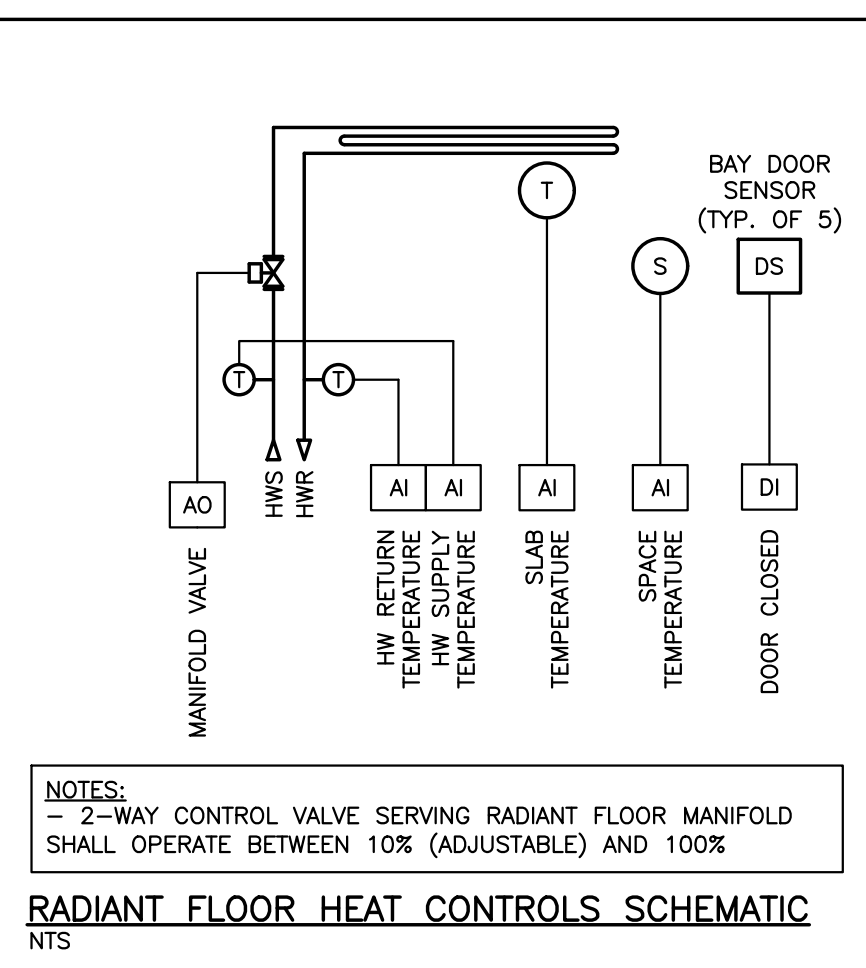 BAY DOOR
SENSOR
(TYP. OF 5)
T
S
DS
T
T
HWS
HWR
AO
AI
AI
AI
AI
DI
MANIFOLD VALVE
HW RETURN
TEMPERATURE
HW SUPPLY
TEMPERATURE
SLAB
TEMPERATURE
SPACE
TEMPERATURE
DOOR CLOSED
NOTES:
– 2–WAY CONTROL VALVE SERVING RADIANT FLOOR MANIFOLD
SHALL OPERATE BETWEEN 10% (ADJUSTABLE) AND 100%
RADIANT FLOOR HEAT CONTROLS SCHEMATIC
NTS